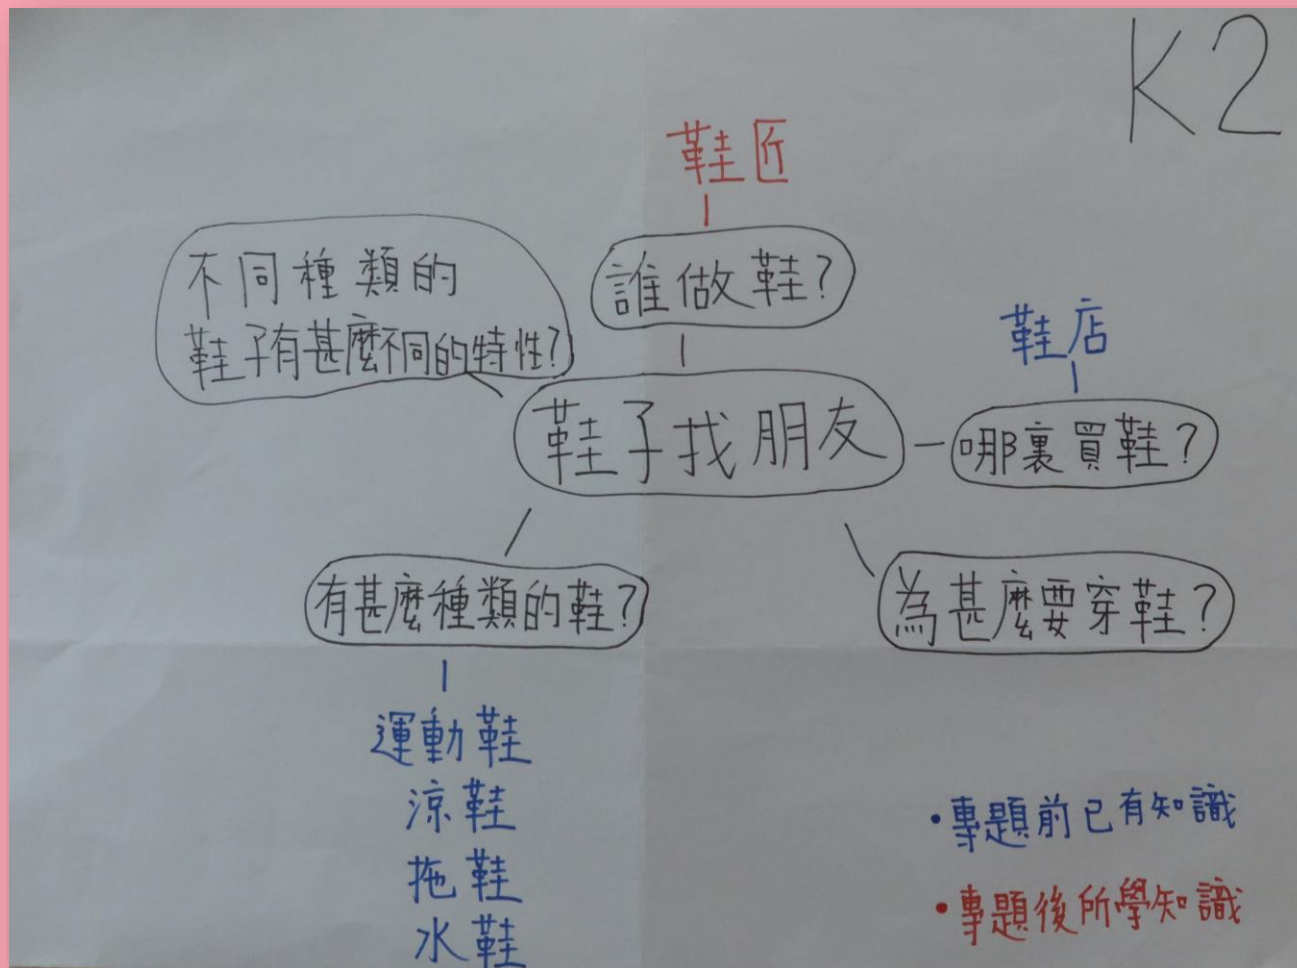 K2
鞋匠
誰做鞋?
不同種類的
鞋子有甚麼不同的特性?
鞋店
哪裏買鞋?
鞋子找朋友
有甚麼種類的鞋?
為甚麼要穿鞋?
運動鞋
涼鞋
拖鞋
水鞋
•專題前已有知識
•專題後所學知識